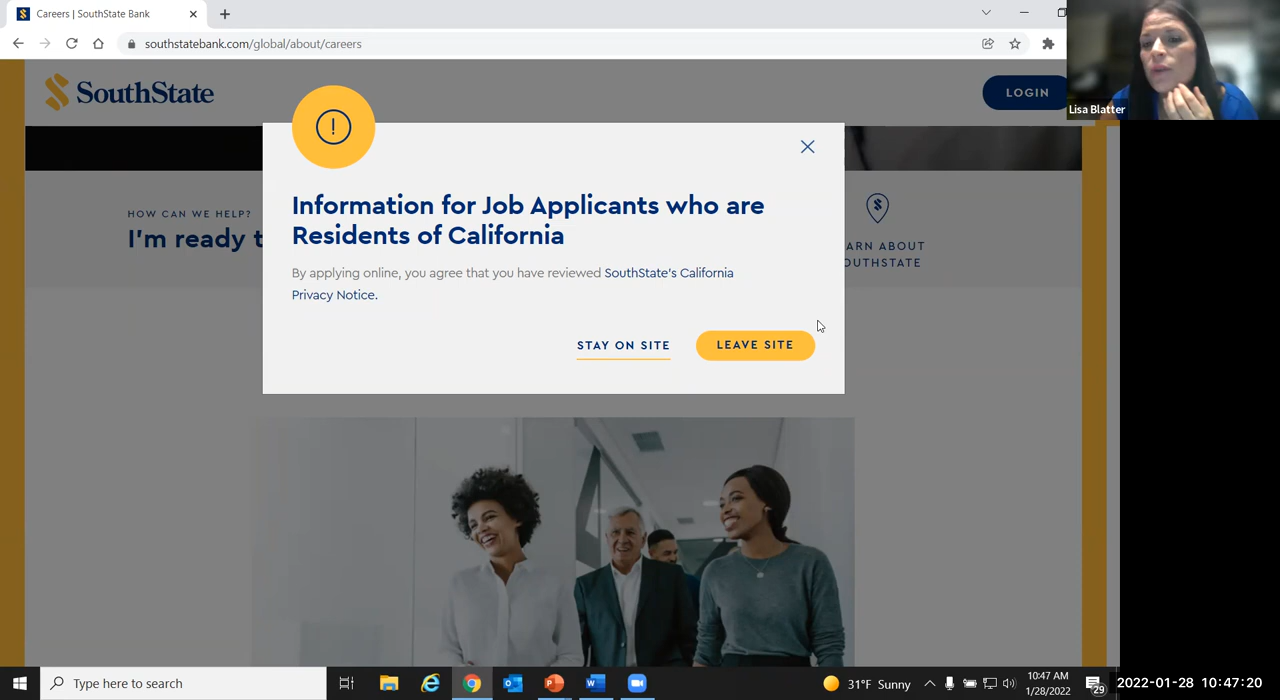 Careers | SouthState Bank
southstatebank.com/global/about/careers
SouthState
LOGIN
Lisa Blatter
HOW CAN WE HELP?
I'm ready t
ARN ABOUT
OUTHSTATE
!
Information for Job Applicants who are
Residents of California
By applying online, you agree that you have reviewed SouthState's California
Privacy Notice.
STAY ON SITE
LEAVE SITE
Type here to search
31°F Sunny
10:47 AM
1/28/2022
29
2022-01-28 10:47:20